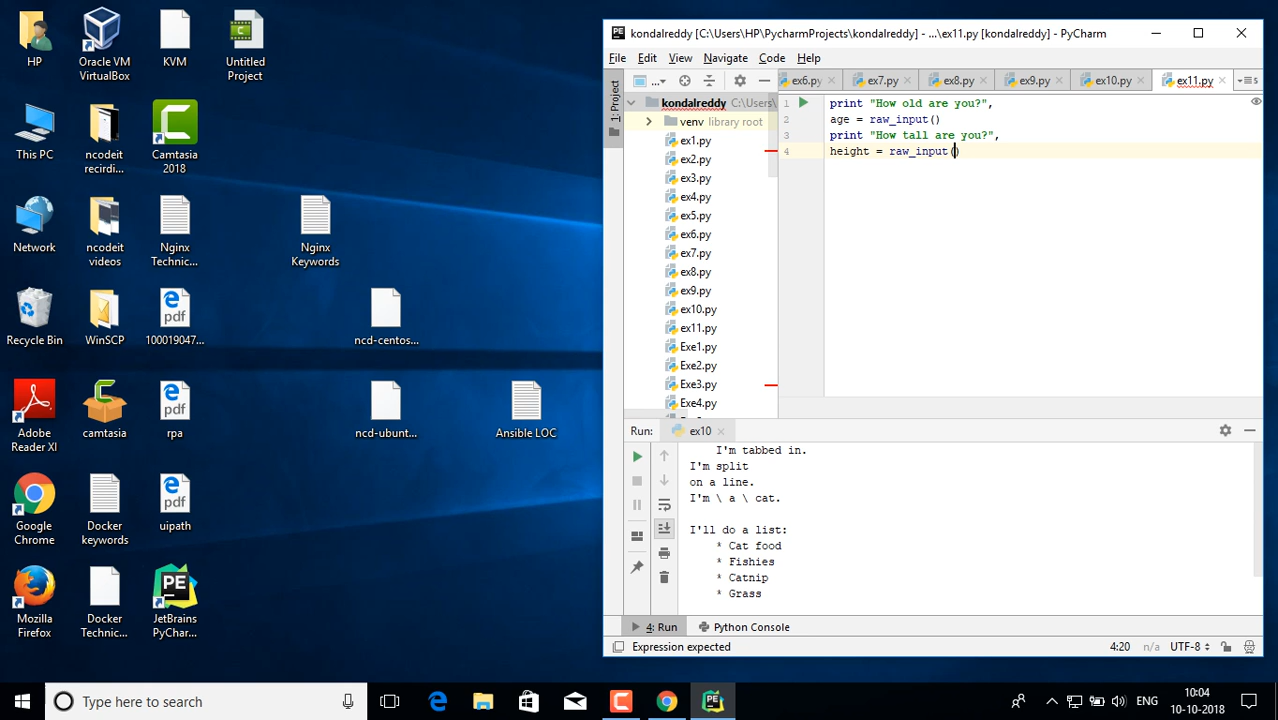 HP
Oracle VM
VirtualBox
KVM
Untitled
Project
This PC
ncodeit
recirdi...
Camtasia
2018
Network
ncodeit
videos
Nginx
Technic...
Nginx
Keywords
Recycle Bin
WinSCP
pdf
100019047...
ncd-centos...
Adobe
Reader XI
camtasia
pdf
rpa
ncd-ubunt...
Ansible LOC
Google
Chrome
Docker
keywords
pdf
uipath
Mozilla
Firefox
Docker
Technic...
PE
JetBrains
PyChar...
PE
kondalreddy [C:\Users\HP\PycharmProjects\kondalreddy] - ...\ex11.py [kondalreddy] - PyCharm
File Edit View Navigate Code Help
1: Project
...
ex6.py ex7.py ex8.py ex9.py ex10.py ex11.py
kondalreddy C:\Users\
venv library root
ex1.py
ex2.py
ex3.py
ex4.py
ex5.py
ex6.py
ex7.py
ex8.py
ex9.py
ex10.py
ex11.py
Exe1.py
Exe2.py
Exe3.py
Exe4.py
1 print "How old are you?",
2 age = raw_input()
3 print "How tall are you?",
4 height = raw_input()
Run: ex10
I'm tabbed in.
I'm split
on a line.
I'm \ a \ cat.
I'll do a list:
* Cat food
* Fishies
* Catnip
* Grass
4: Run Python Console
Expression expected 4:20 n/a UTF-8
Type here to search
PE
ENG
10:04
10-10-2018